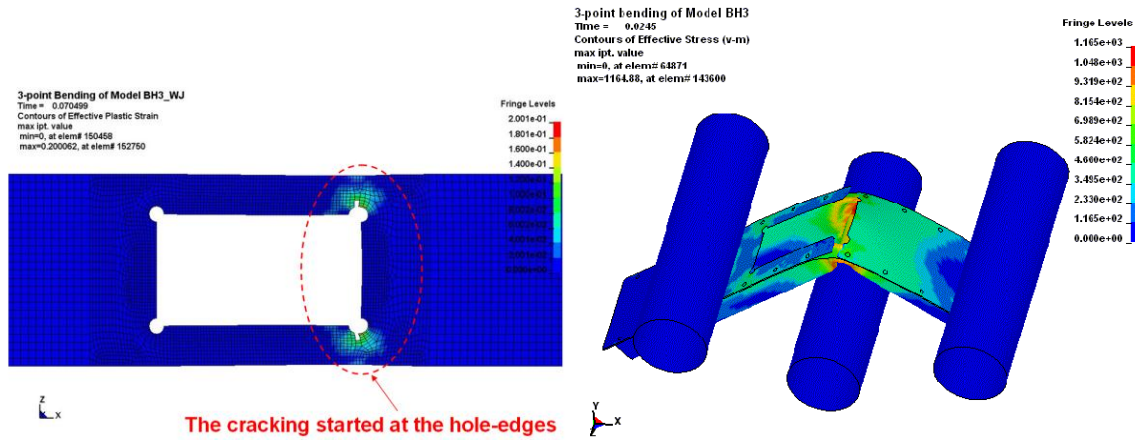 3-point Bending of Model BH3_WJ
Time = 0.070499
Contours of Effective Plastic Strain
max ipt. value
min=0, at elem# 150458
max=0.200062, at elem# 152750
Fringe Levels
2.001e-01
1.801e-01
1.600e-01
1.400e-01
Z
X
The cracking started at the hole-edges
3-point bending of Model BH3
Time = 0.0245
Contours of Effective Stress (v-m)
max ipt. value
min=0, at elem# 64871
max=1164.88, at elem# 143600
Fringe Levels
1.165e+03
1.048e+03
9.319e+02
8.154e+02
6.989e+02
5.824e+02
4.660e+02
3.495e+02
2.330e+02
1.165e+02
0.000e+00
Y
Z
X